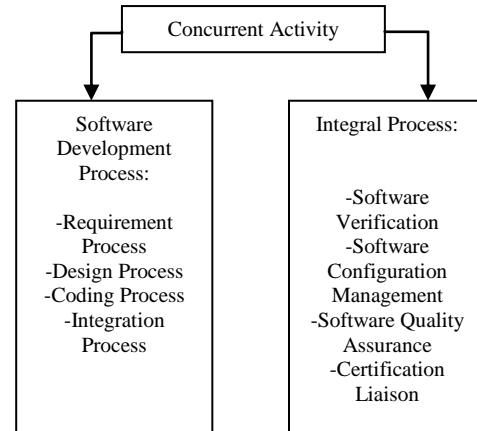 Concurrent Activity
Software
Development
Process:
-Requirement
Process
-Design Process
-Coding Process
-Integration
Process
Integral Process:
-Software
Verification
-Software
Configuration
Management
-Software Quality
Assurance
-Certification
Liaison